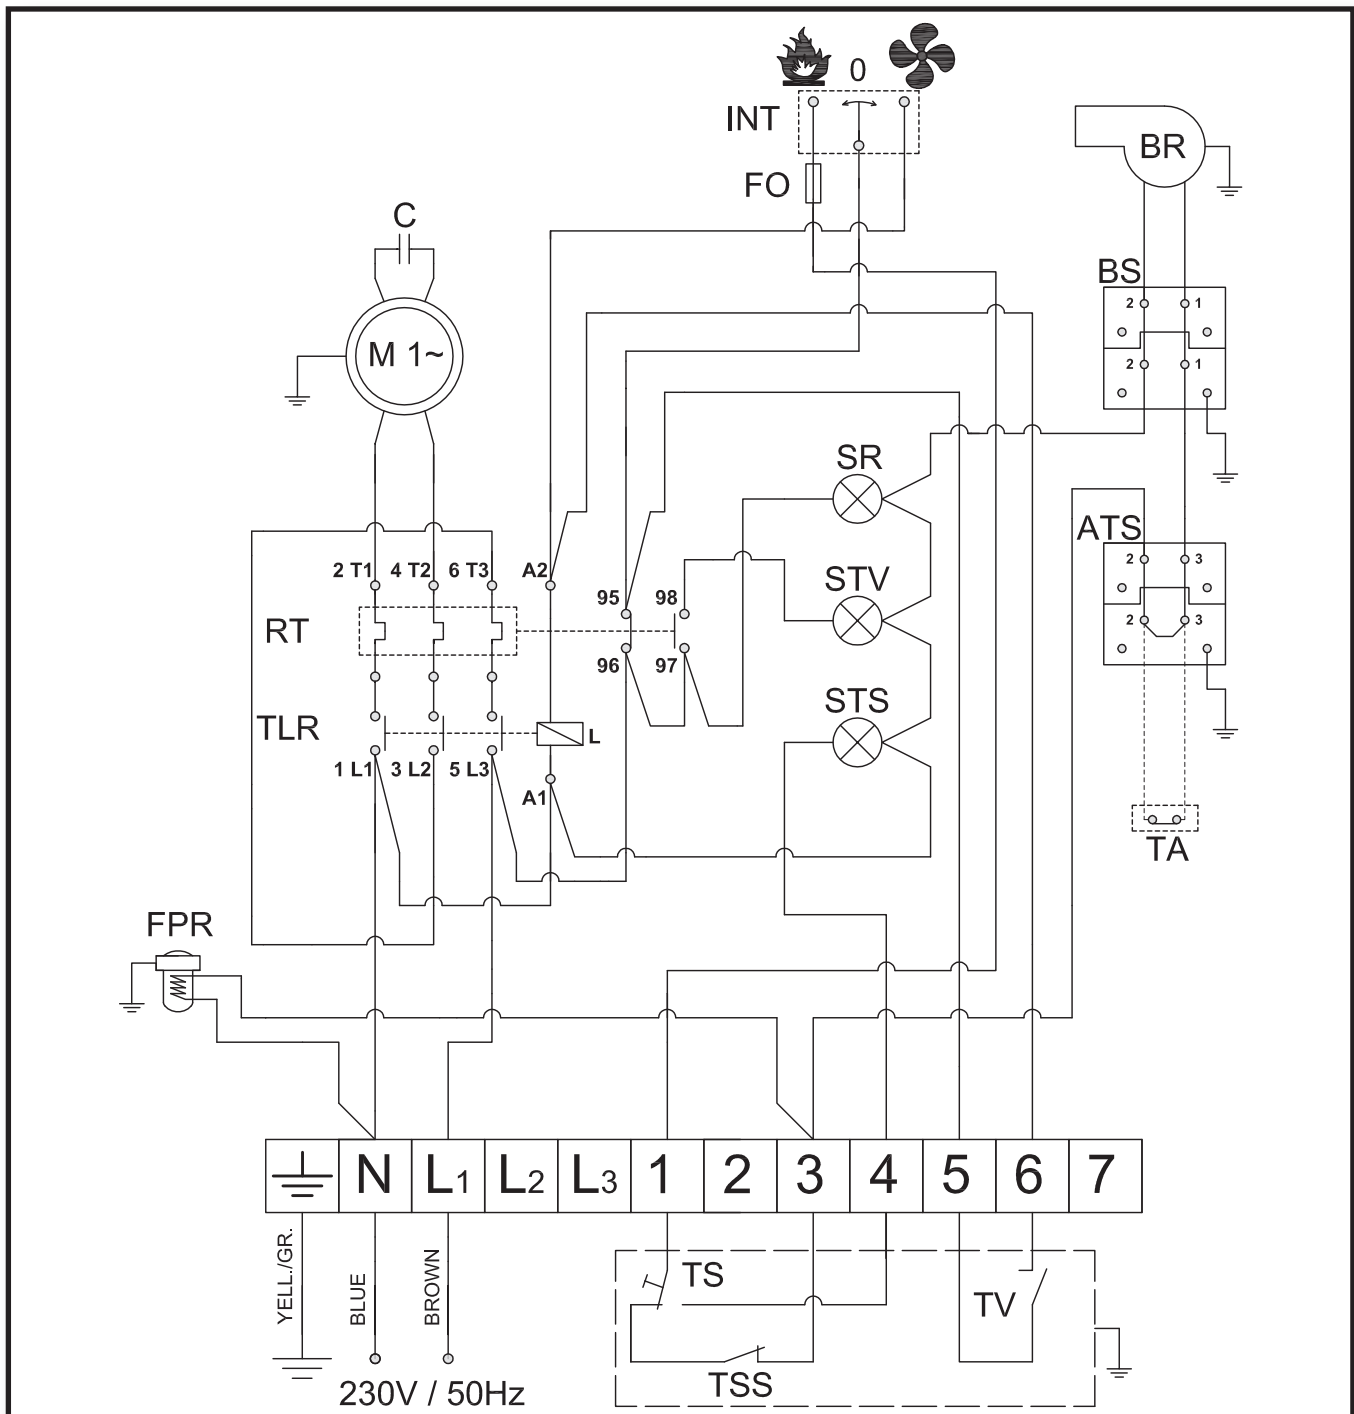 0
INT
BR
FO
C
BS
2 1
M 1~
2 1
SR
ATS
2 T1 4 T2 6 T3 A2
2 3
STV
95 98
RT
2 3
96 97
STS
TLR
L
1 L1 3 L2 5 L3
A1
TA
FPR
N L1 L2 L3 1 2 3 4 5 6 7
YELL./GR.
BLUE
BROWN
TS
TV
TSS
230V / 50Hz